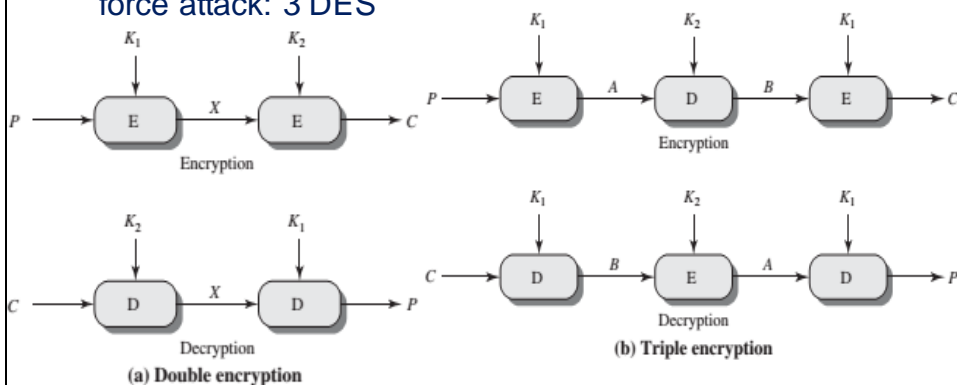 force attack: 3 DES
K₁ K₂
P E X E C
Encryption
K₂ K₁
C D X D P
Decryption
(a) Double encryption
K₁ K₂ K₁
P E A D B E C
Encryption
K₁ K₂ K₁
C D B E A D P
Decryption
(b) Triple encryption